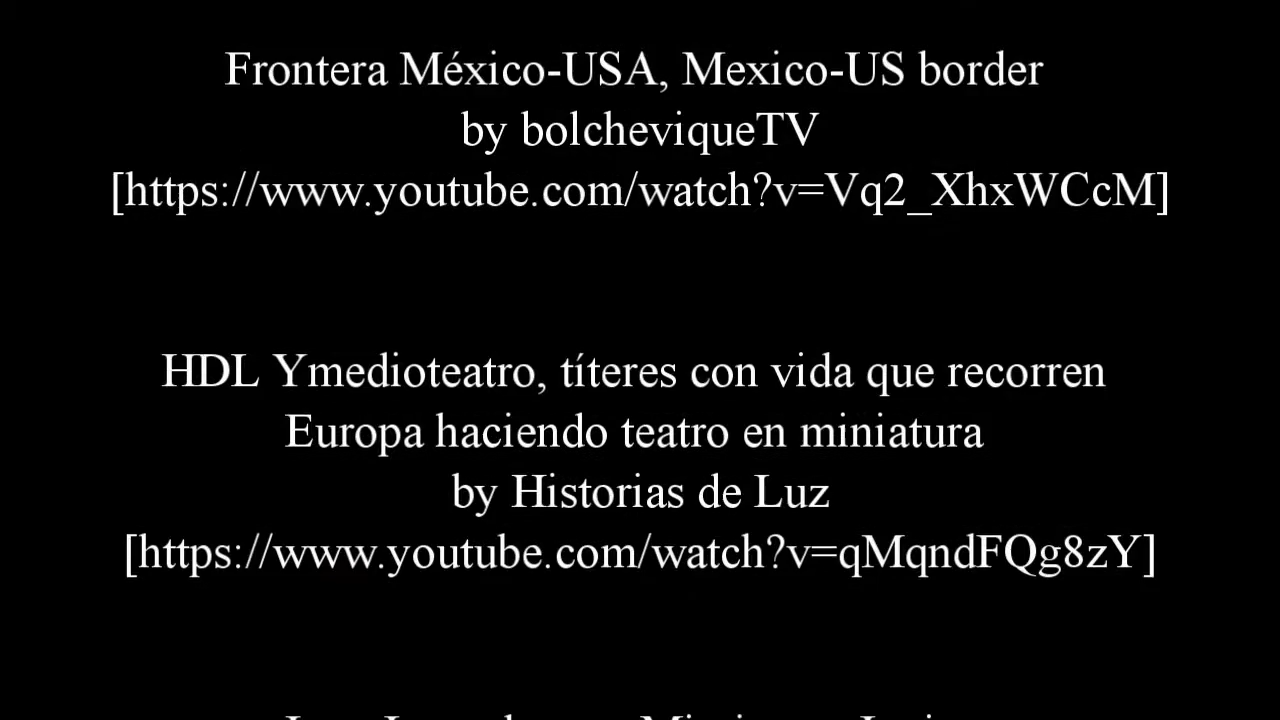 Frontera México-USA, Mexico-US border
by bolcheviqueTV
[https://www.youtube.com/watch?v=Vq2_XhxWCcM]
HDL Ymedioteatro, títeres con vida que recorren
Europa haciendo teatro en miniatura
by Historias de Luz
[https://www.youtube.com/watch?v=qMqndFQg8zY]